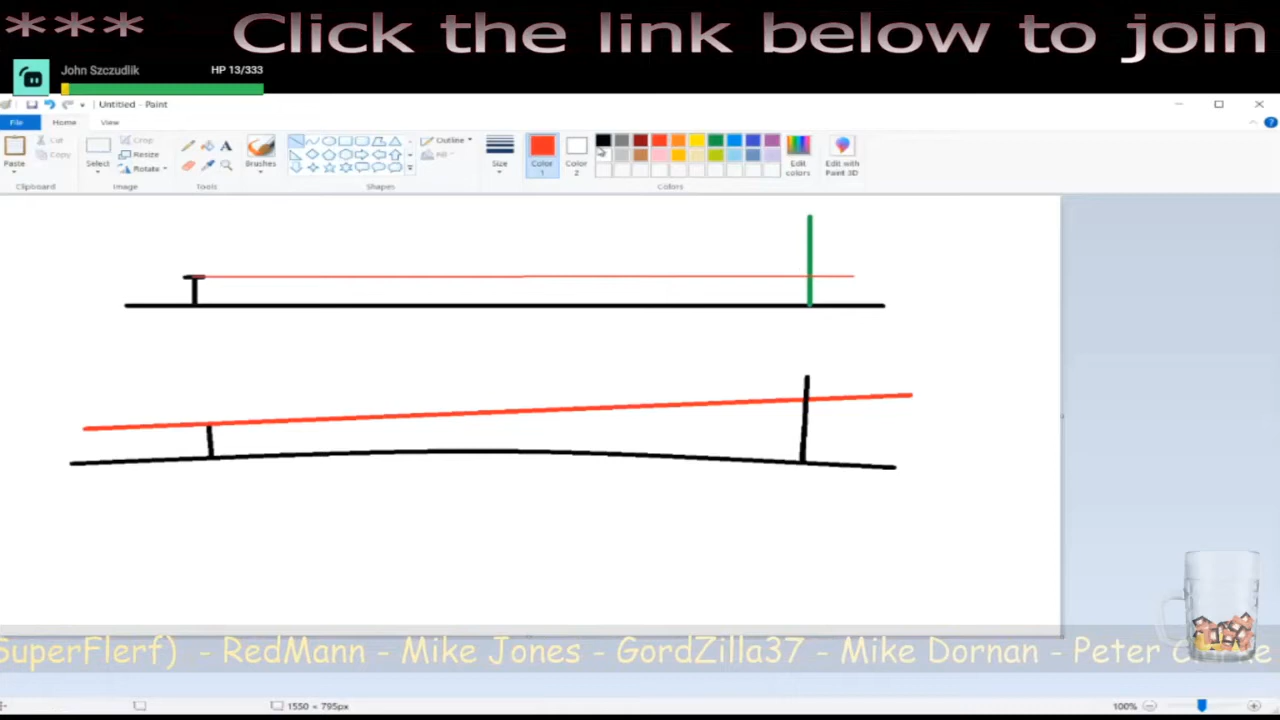 *** Click the link below to join
John Szczudlik HP 13/333
Untitled - Paint
File Home View
Paste Cut Copy Clipboard
Select Crop Resize Rotate Image
Tools
Brushes
Shapes
Outline Fill
Size
Color 1
Color 2
Colors
Edit colors
Edit with Paint 3D
SuperFlerf) - RedMann - Mike Jones - GordZilla37 - Mike Dornan - Peter
1550 × 795px
100%